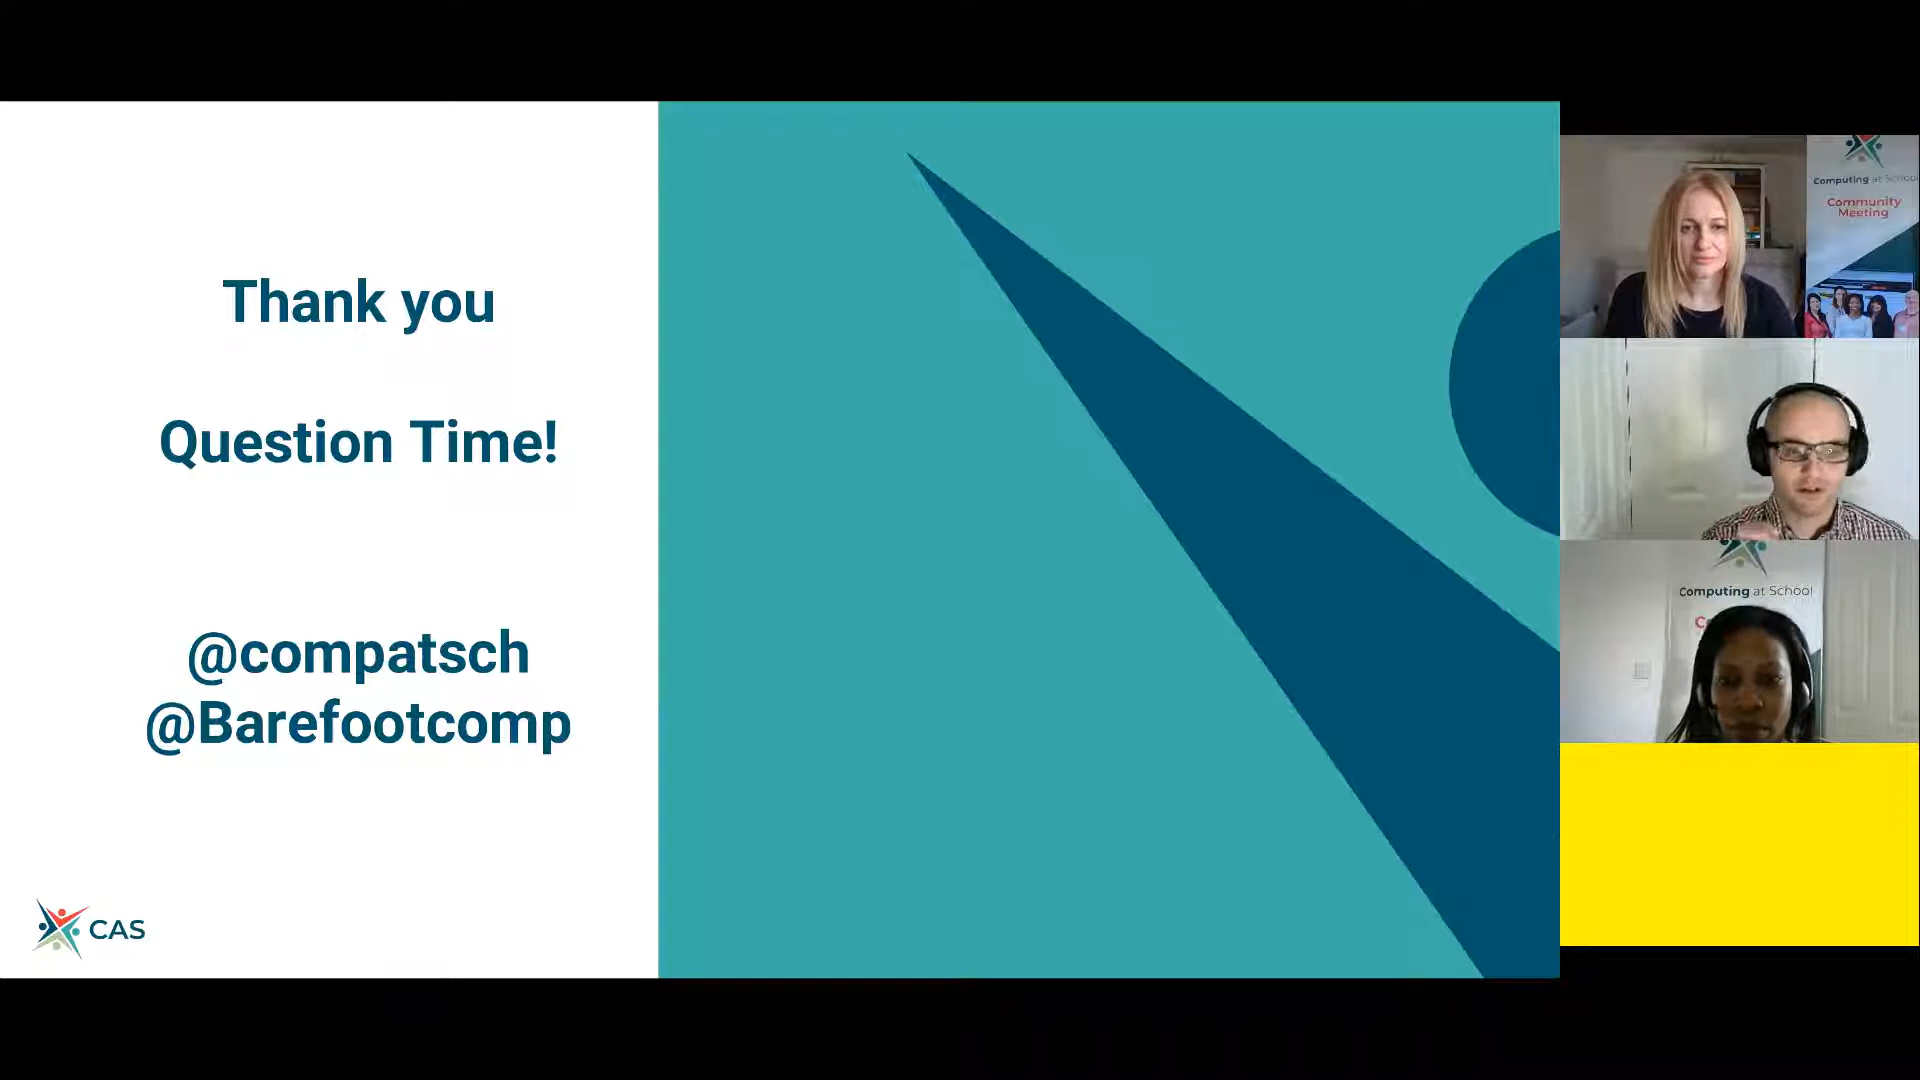 Thank you
Question Time!
@compatsch
@Barefootcomp
CAS
Computing at School
Community
Meeting
Computing at School